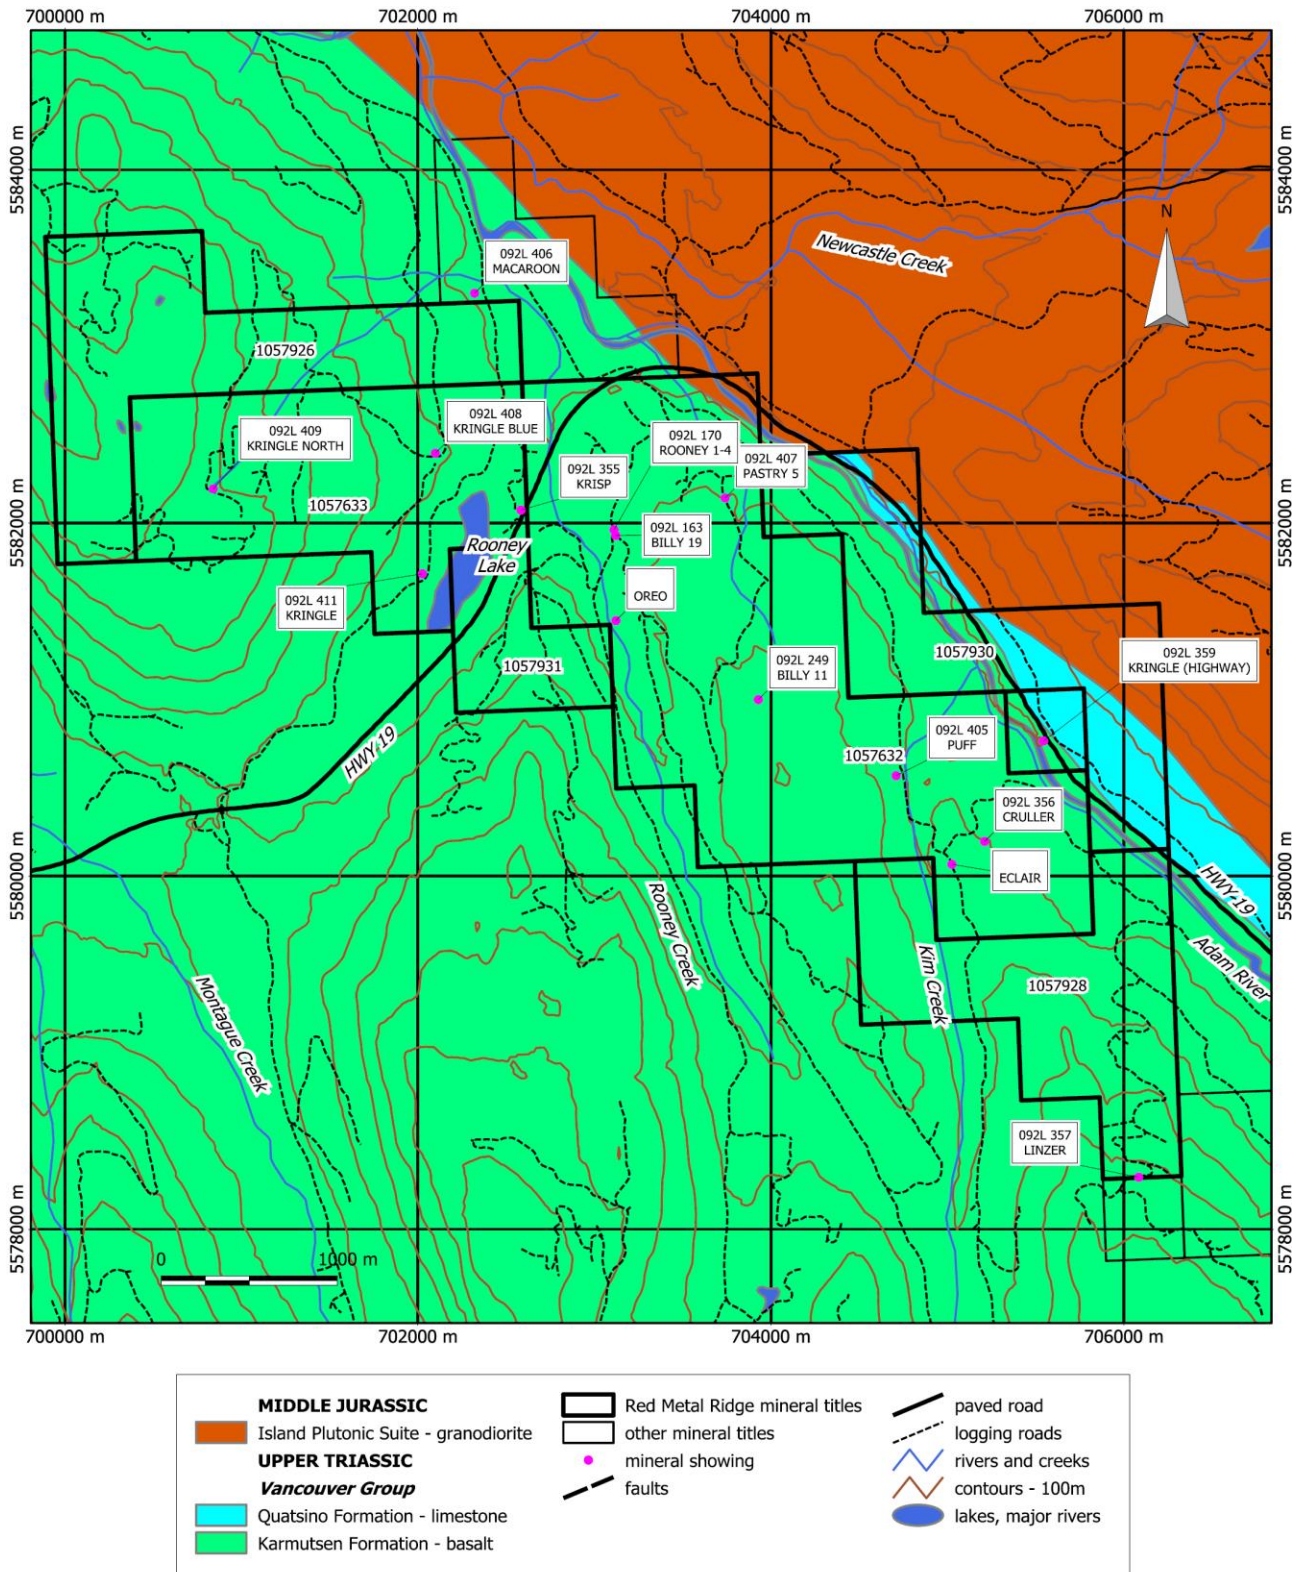 700000 m
702000 m
704000 m
706000 m
5584000 m
5584000 m
N
Newcastle Creek
092L 406
MACAROON
1057926
092L 408
KRINGLE BLUE
092L 409
KRINGLE NORTH
092L 170
ROONEY 1-4
092L 407
PASTRY 5
092L 355
KRISP
1057633
5582000 m
5582000 m
092L 163
BILLY 19
Rooney
Lake
092L 411
KRINGLE
OREO
1057931
1057930
092L 249
BILLY 11
092L 359
KRINGLE (HIGHWAY)
HWY-19
092L 405
PUFF
1057632
092L 356
CRULLER
ECLAIR
5580000 m
5580000 m
HWY-19
Rooney Creek
Adam River
Kim Creek
1057928
Montague Creek
092L 357
LINZER
5578000 m
5578000 m
0
1000 m
700000 m
702000 m
704000 m
706000 m
MIDDLE JURASSIC
Island Plutonic Suite - granodiorite
UPPER TRIASSIC
Vancouver Group
Quatsino Formation - limestone
Karmutsen Formation - basalt
Red Metal Ridge mineral titles
other mineral titles
mineral showing
faults
paved road
logging roads
rivers and creeks
contours - 100m
lakes, major rivers